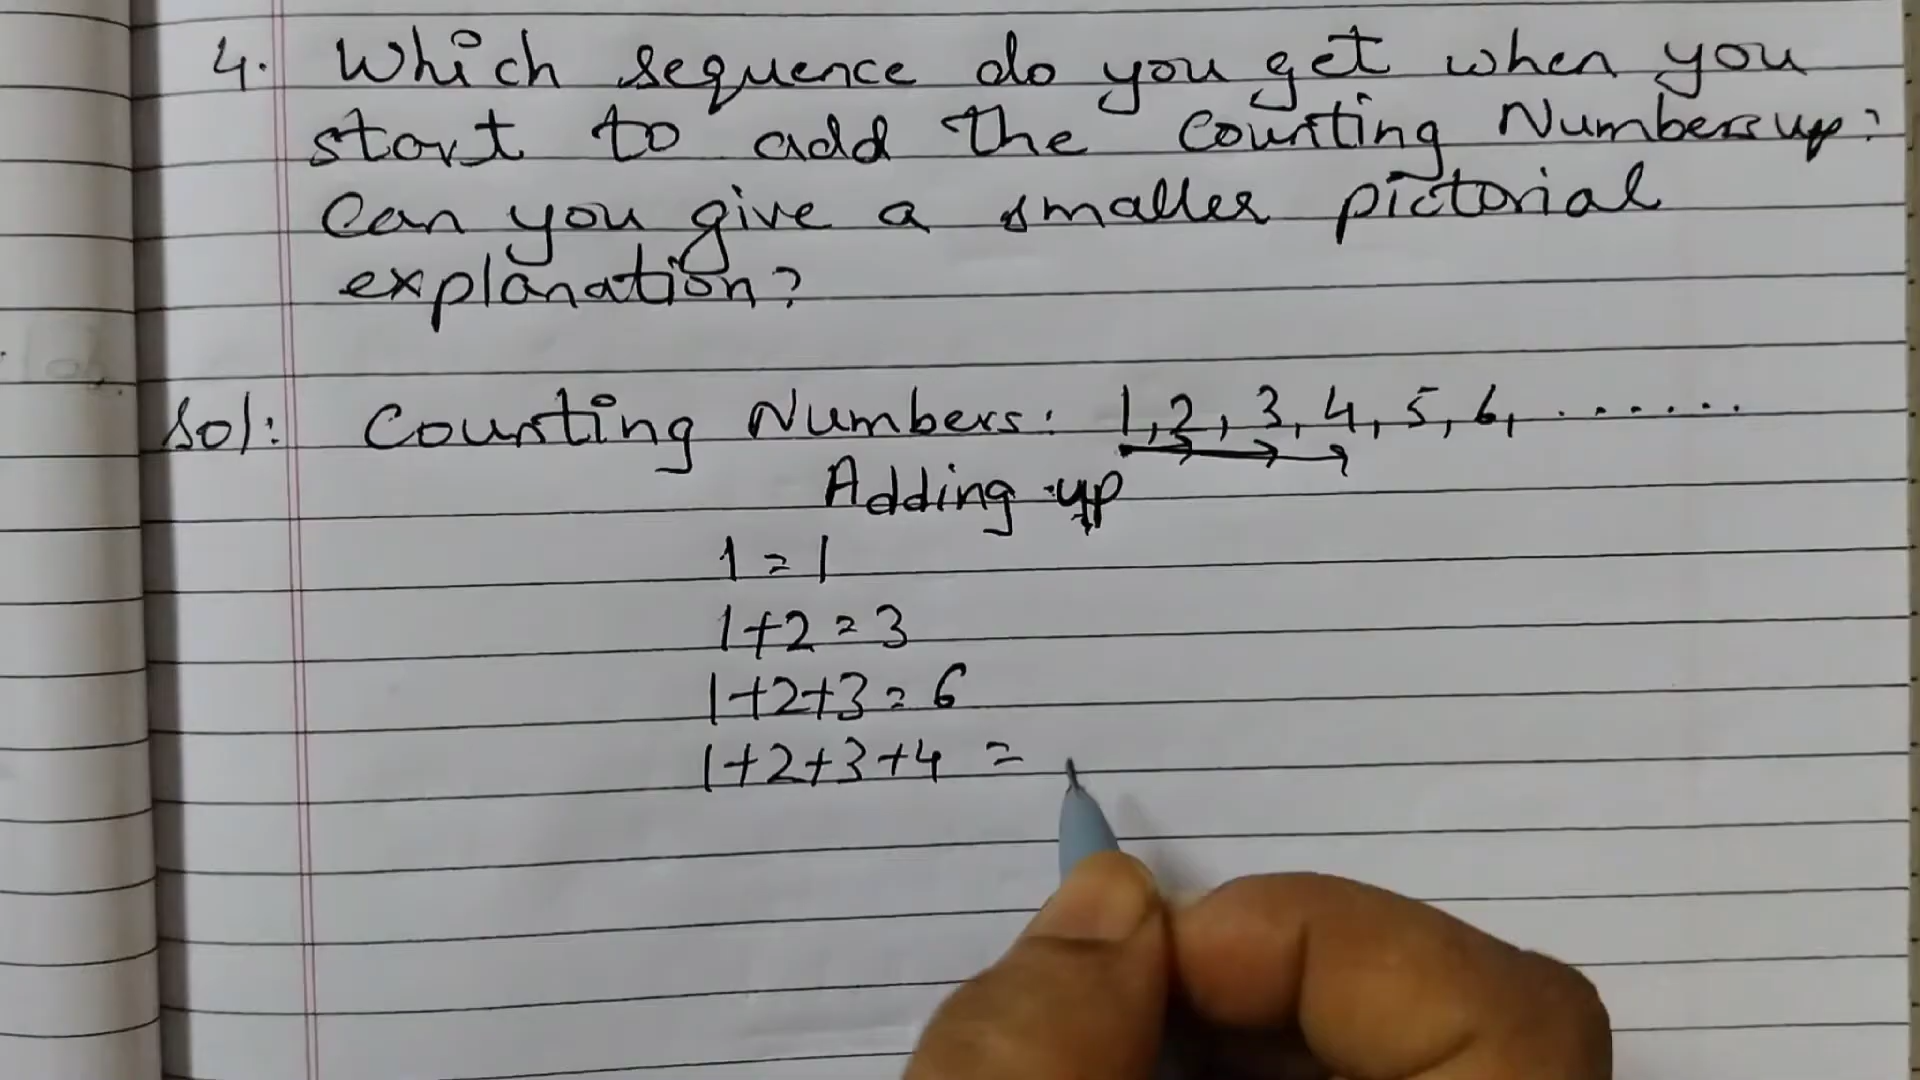 4. Which sequence do you get when you
start to add the Counting Numbers up?
Can you give a smaller pictorial
explanation?
Sol: Counting Numbers: 1, 2, 3, 4, 5, 6, .......
Adding up
1 = 1
1+2 = 3
1+2+3 = 6
1+2+3+4 =